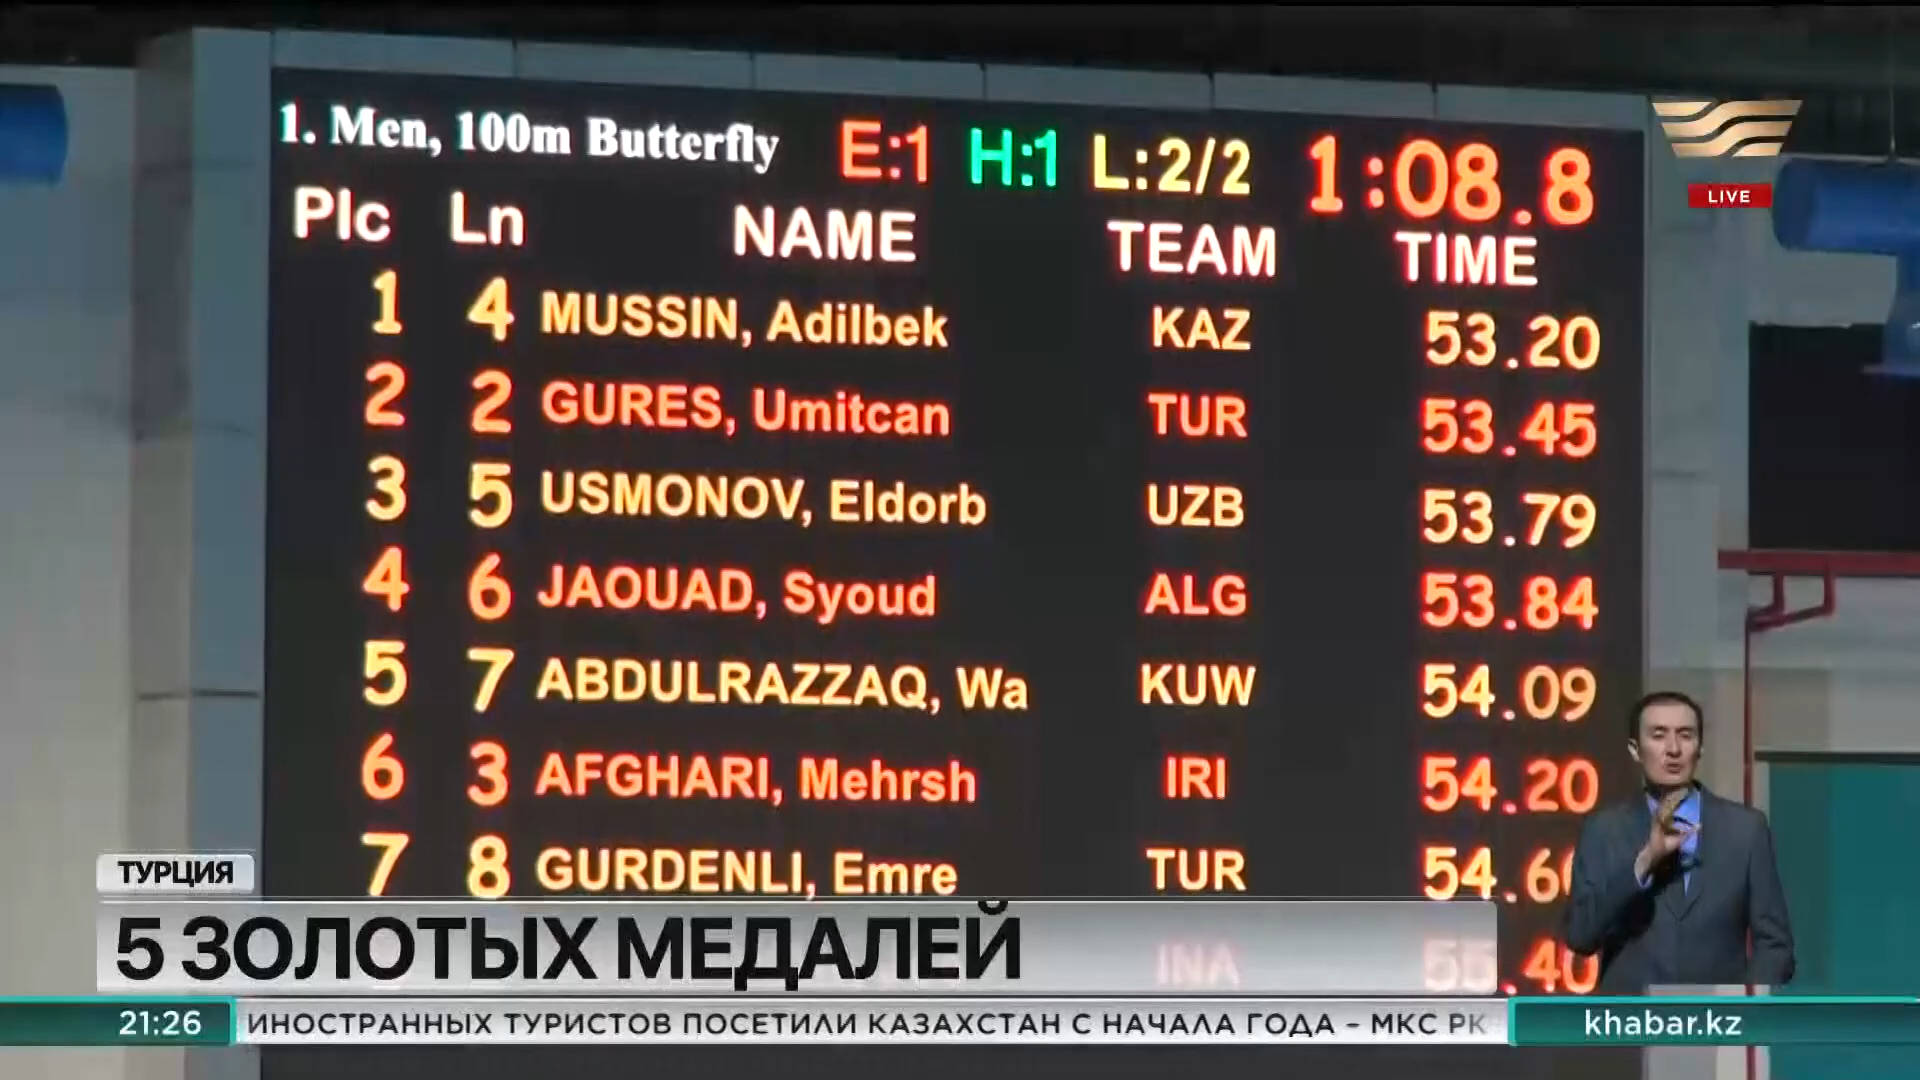 1. Men, 100m Butterfly E:1 H:1 L:2/2 1:08.8
LIVE
Plc Ln NAME TEAM TIME
1 4 MUSSIN, Adilbek KAZ 53.20
2 2 GURES, Umitcan TUR 53.45
3 5 USMONOV, Eldorb UZB 53.79
4 6 JAOUAD, Syoud ALG 53.84
5 7 ABDULRAZZAQ, Wa KUW 54.09
6 3 AFGHARI, Mehrsh IRI 54.20
7 8 GURDENLI, Emre TUR
ТУРЦИЯ
5 ЗОЛОТЫХ МЕДАЛЕЙ
INA 55.40
21:26 ИНОСТРАННЫХ ТУРИСТОВ ПОСЕТИЛИ КАЗАХСТАН С НАЧАЛА ГОДА – МКС РК khabar.kz